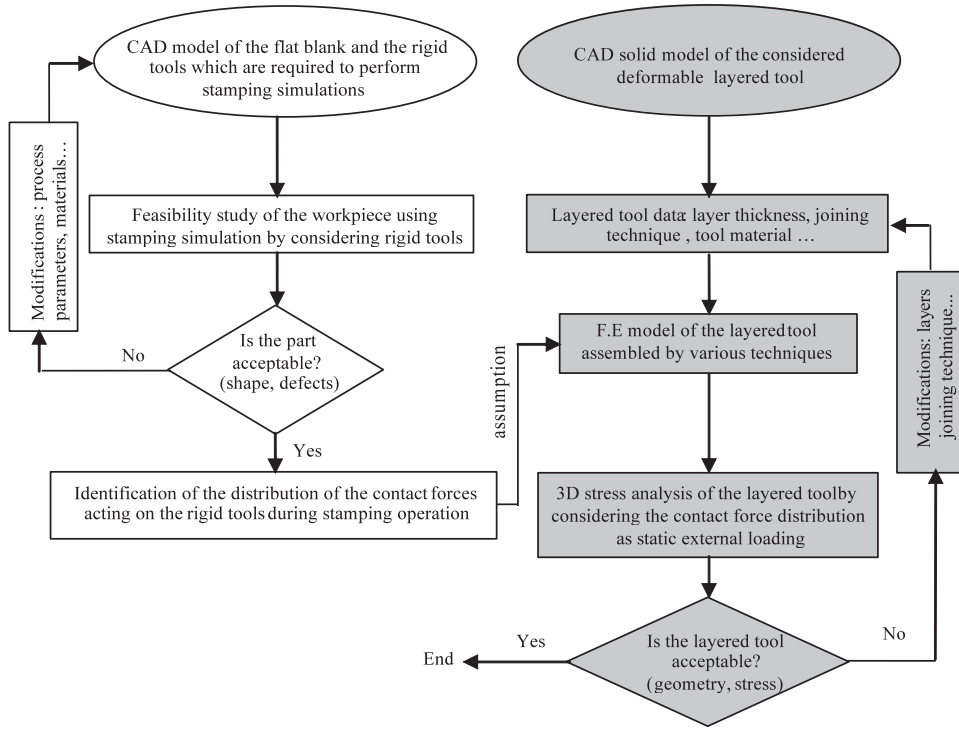 CAD model of the flat blank and the rigid
tools which are required to perform
stamping simulations
Modifications : process
parameters, materials…
Feasibility study of the workpiece using
stamping simulation by considering rigid tools
Is the part
acceptable?
(shape, defects)
No
Yes
Identification of the distribution of the contact forces
acting on the rigid tools during stamping operation
assumption
CAD solid model of the considered
deformable layered tool
Layered tool data: layer thickness, joining
technique , tool material …
F.E model of the layered tool
assembled by various techniques
Modifications: layers
joining technique...
3D stress analysis of the layered toolby
considering the contact force distribution
as static external loading
Is the layered tool
acceptable?
(geometry, stress)
Yes
End
No